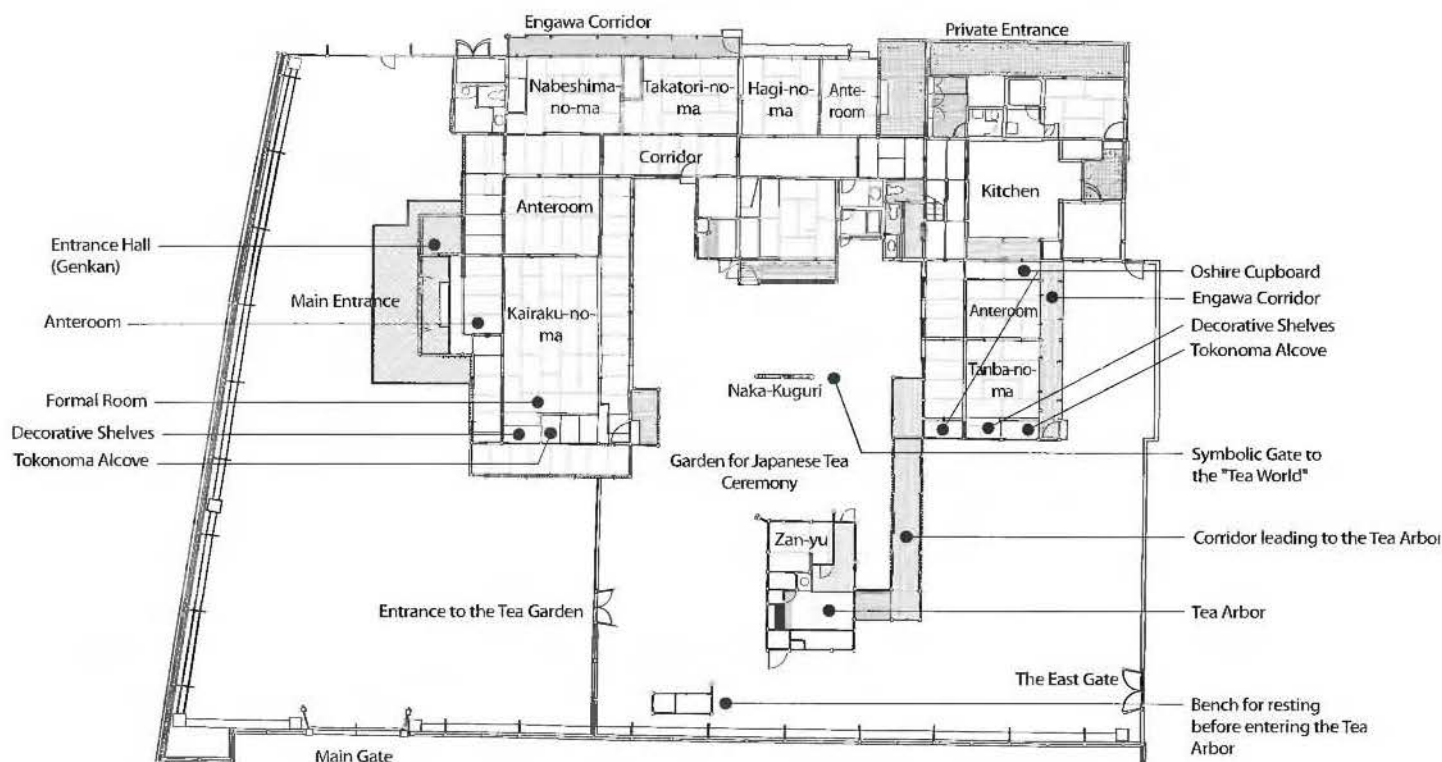 Engawa Corridor
Private Entrance
Nabeshima-
no-ma
Takatori-no-
ma
Hagi-no-
ma
Ante-
room
Corridor
Kitchen
Anteroom
Entrance Hall
(Genkan)
Main Entrance
Anteroom
Kairaku-no-
ma
Formal Room
Decorative Shelves
Tokonoma Alcove
Oshire Cupboard
Engawa Corridor
Anteroom
Decorative Shelves
Tokonoma Alcove
Tanba-no-
ma
Naka-Kuguri
Garden for Japanese Tea
Ceremony
Symbolic Gate to
the "Tea World"
Zan-yu
Corridor leading to the Tea Arbor
Entrance to the Tea Garden
Tea Arbor
The East Gate
Bench for resting
before entering the Tea
Arbor
Main Gate